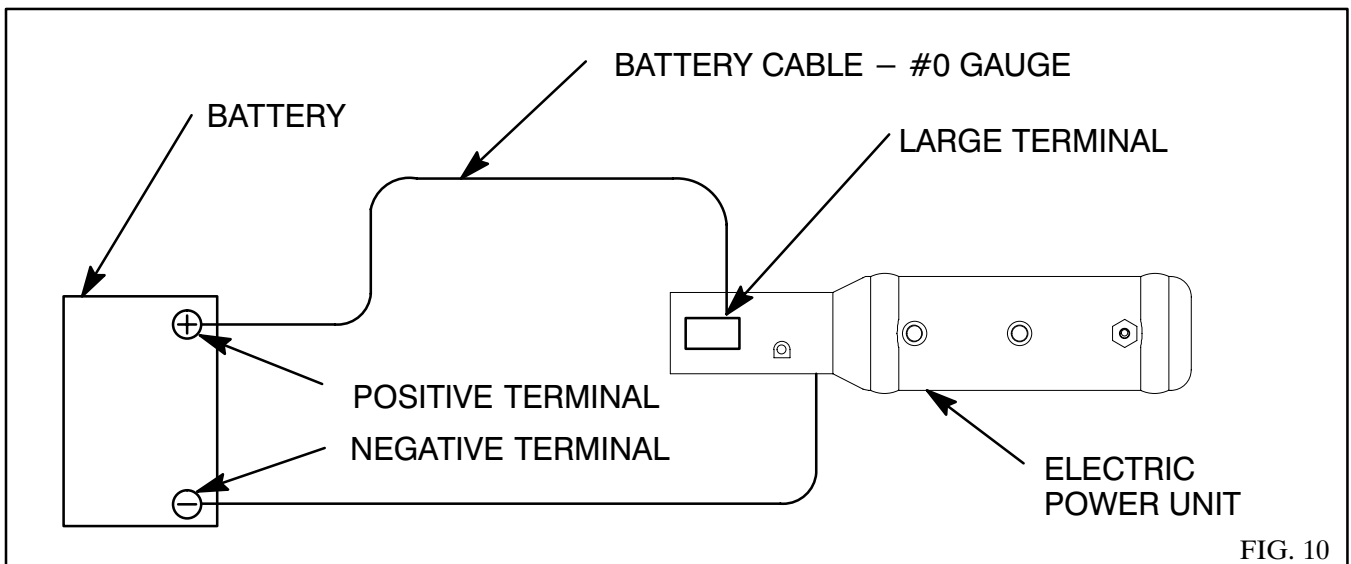 BATTERY CABLE – #0 GAUGE
BATTERY
LARGE TERMINAL
+
POSITIVE TERMINAL
NEGATIVE TERMINAL
−
ELECTRIC
POWER UNIT
FIG. 10